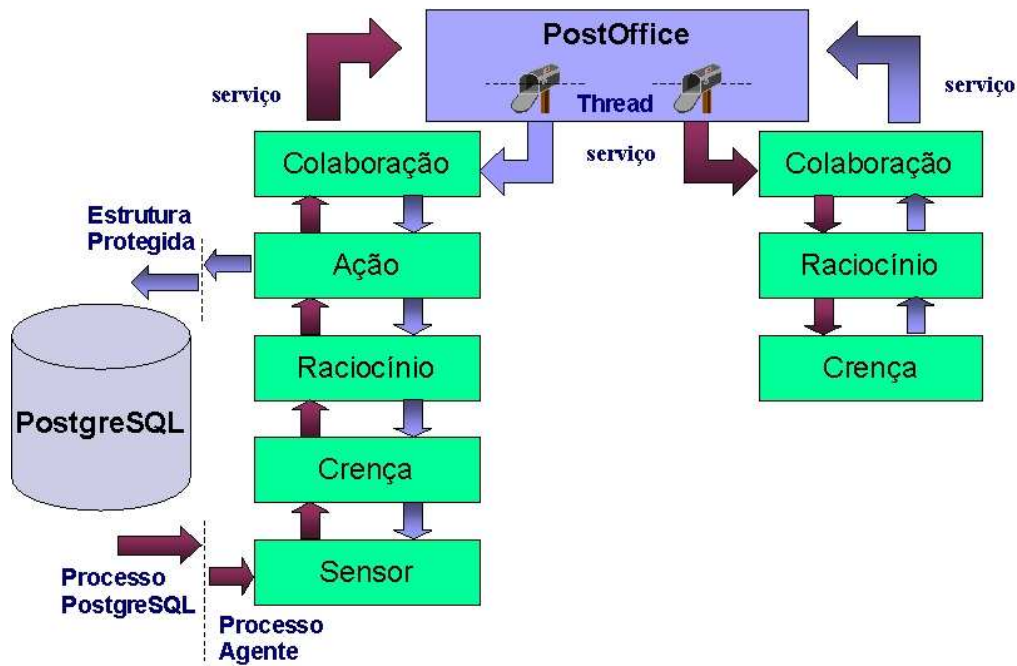 PostOffice
Thread
serviço
serviço
serviço
Colaboração
Colaboração
Estrutura
Protegida
Ação
Raciocínio
Raciocínio
Crença
PostgreSQL
Crença
Sensor
Processo
PostgreSQL
Processo
Agente